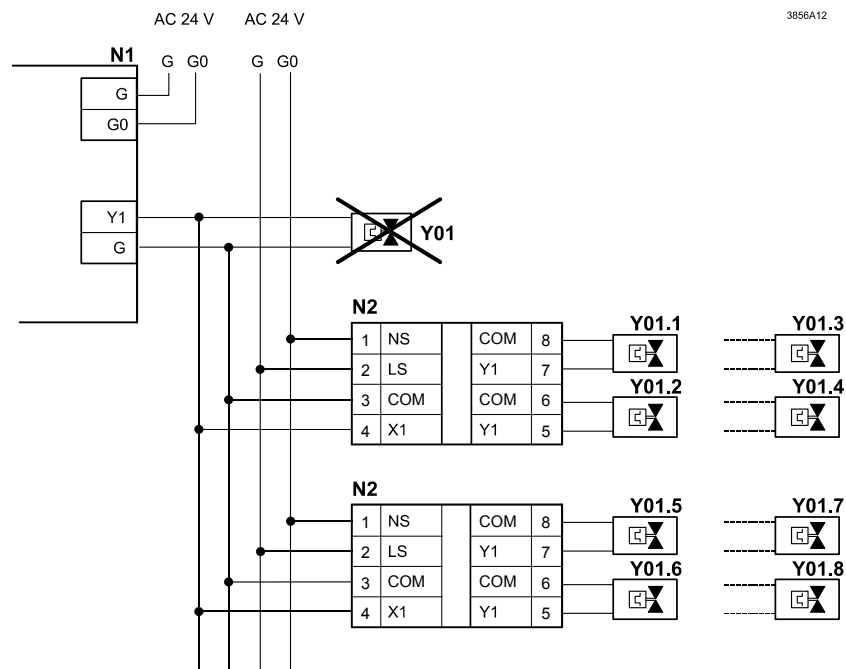 AC 24 V AC 24 V 3856A12
N1 G G0 G G0
G
G0
Y1
G
Y01
N2
1 NS COM 8 Y01.1 Y01.3
2 LS Y1 7
3 COM COM 6 Y01.2 Y01.4
4 X1 Y1 5
N2
1 NS COM 8 Y01.5 Y01.7
2 LS Y1 7
3 COM COM 6 Y01.6 Y01.8
4 X1 Y1 5